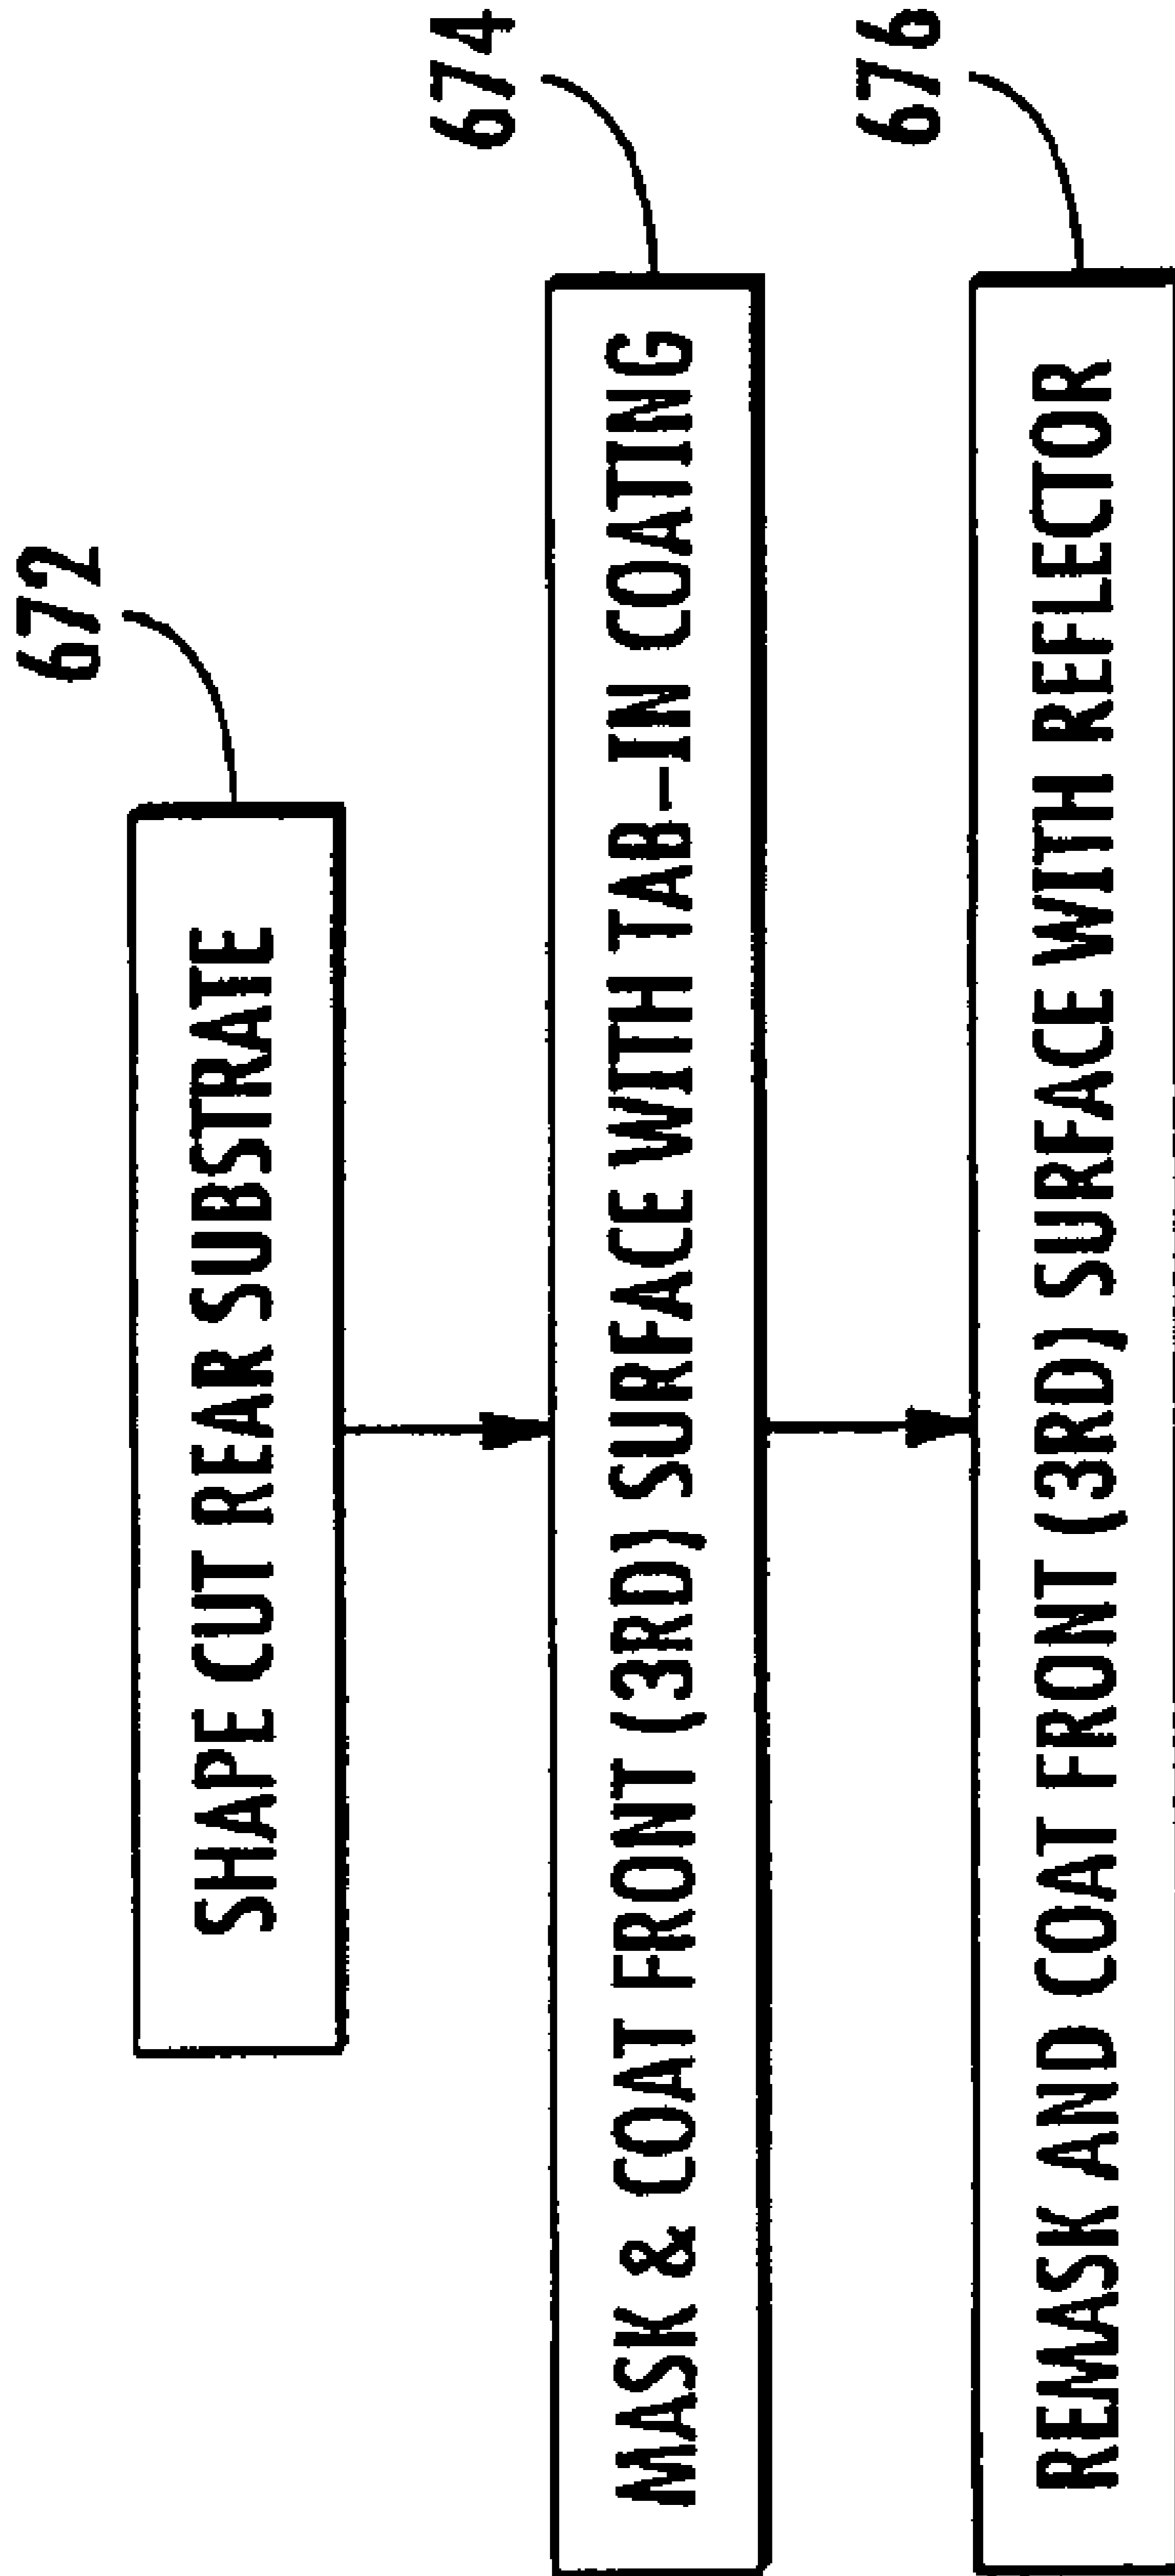 672
SHAPE CUT REAR SUBSTRATE
674
MASK & COAT FRONT (3RD) SURFACE WITH TAB-IN COATING
676
REMASK AND COAT FRONT (3RD) SURFACE WITH REFLECTOR